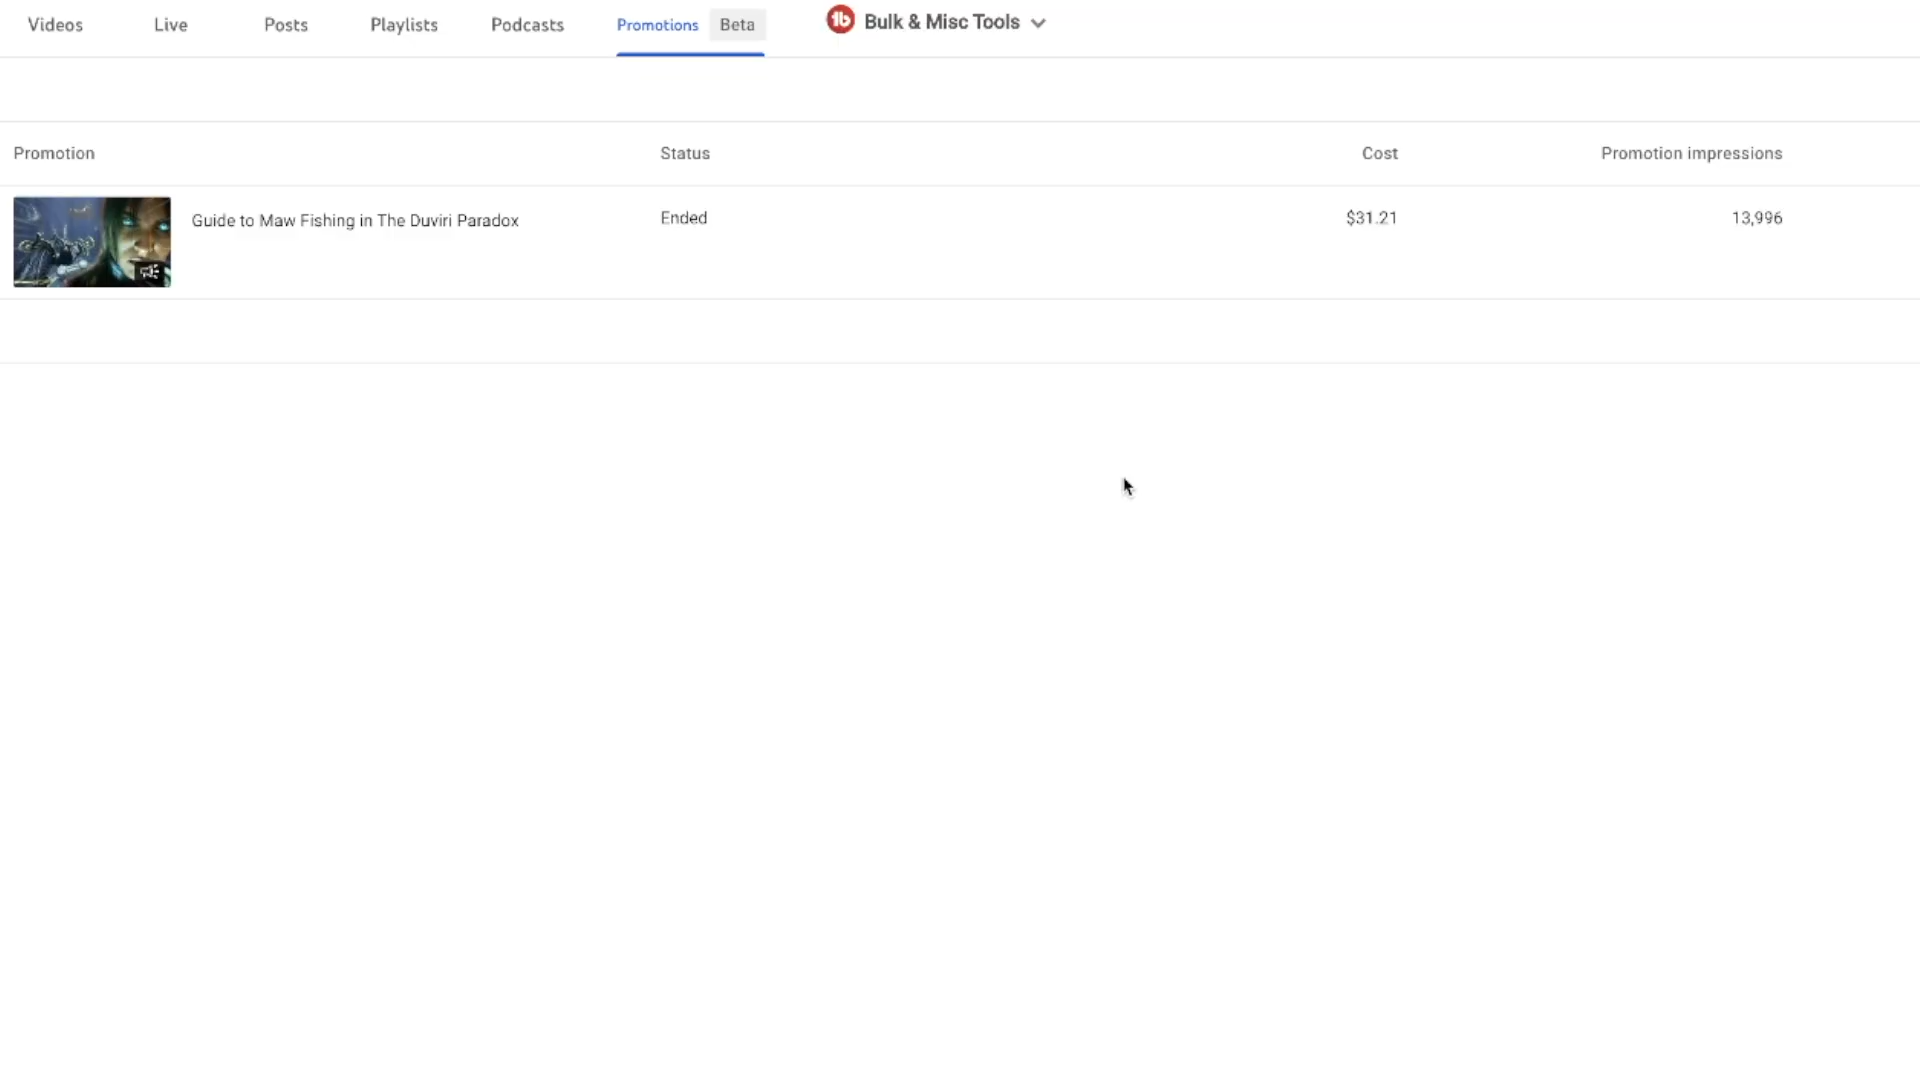 Videos Live Posts Playlists Podcasts Promotions Beta Bulk & Misc Tools
Promotion Status Cost Promotion impressions
Guide to Maw Fishing in The Duviri Paradox Ended $31.21 13,996